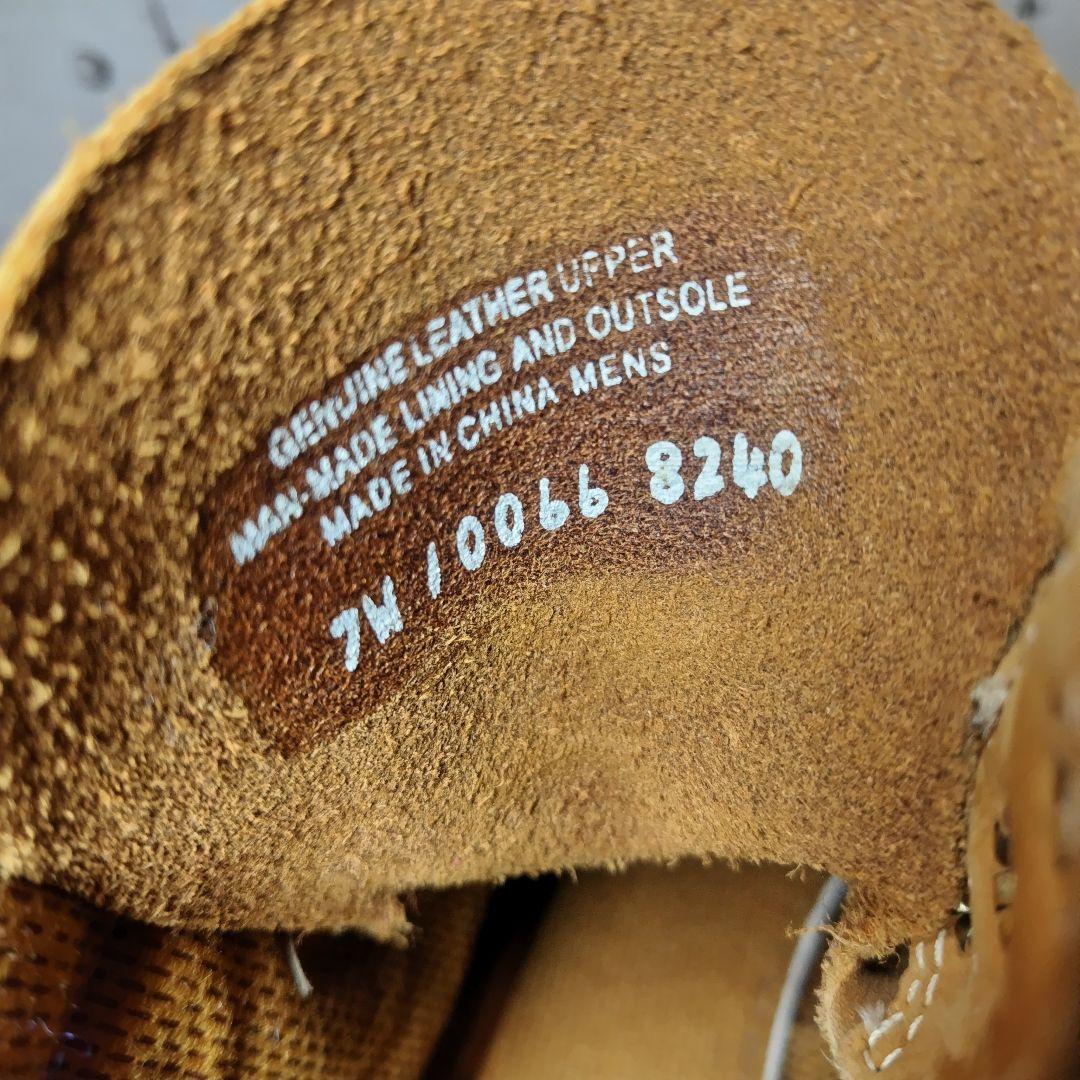 GENUINE LEATHER UPPER
MAN-MADE LINING AND OUTSOLE
MADE IN CHINA MENS
7W 10066 8240